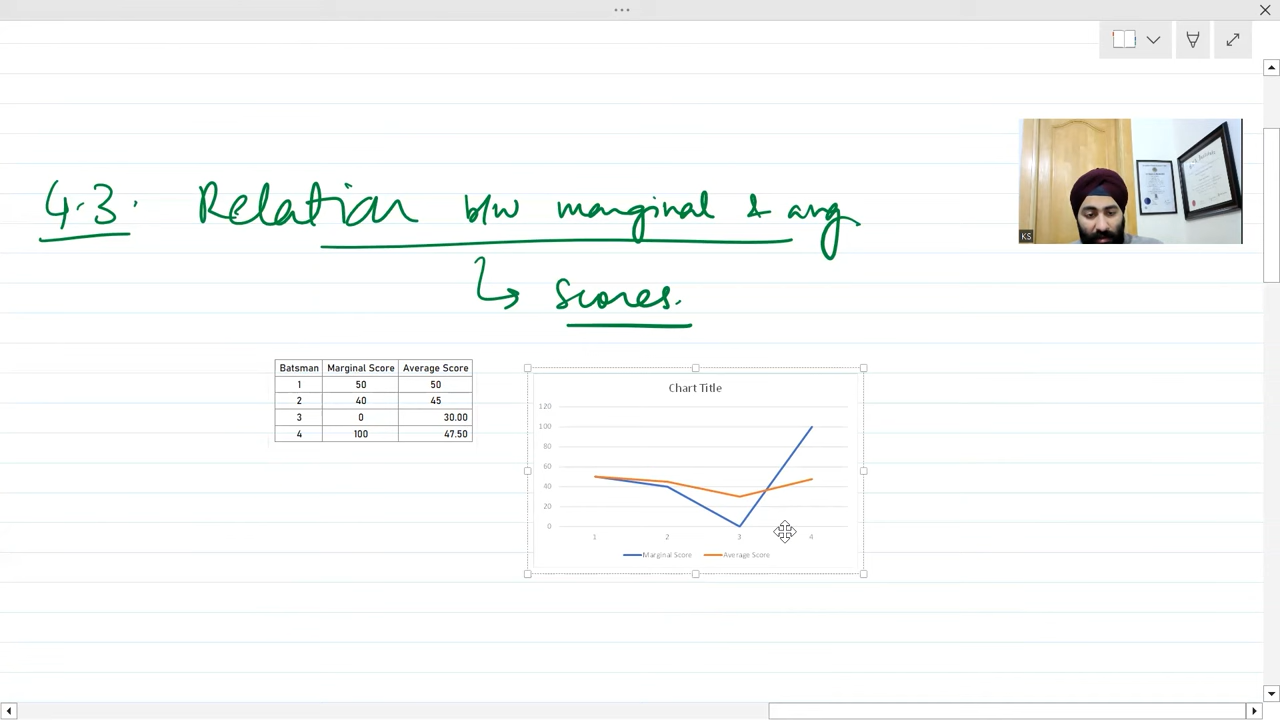 4.3. Relation b/w marginal & avg
↳ Scores.
Batsman Marginal Score Average Score
1 50 50
2 40 45
3 0 30.00
4 100 47.50
Chart Title
120
100
80
60
40
20
0
1 2 3 4
Marginal Score Average Score
KS